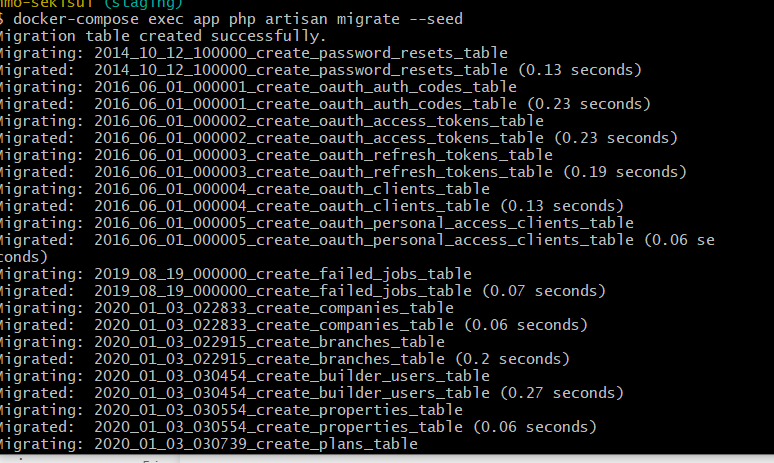 mo-sekisui (staging)
$ docker-compose exec app php artisan migrate --seed
Migration table created successfully.
Migrating: 2014_10_12_100000_create_password_resets_table
Migrated:  2014_10_12_100000_create_password_resets_table (0.13 seconds)
Migrating: 2016_06_01_000001_create_oauth_auth_codes_table
Migrated:  2016_06_01_000001_create_oauth_auth_codes_table (0.23 seconds)
Migrating: 2016_06_01_000002_create_oauth_access_tokens_table
Migrated:  2016_06_01_000002_create_oauth_access_tokens_table (0.23 seconds)
Migrating: 2016_06_01_000003_create_oauth_refresh_tokens_table
Migrated:  2016_06_01_000003_create_oauth_refresh_tokens_table (0.19 seconds)
Migrating: 2016_06_01_000004_create_oauth_clients_table
Migrated:  2016_06_01_000004_create_oauth_clients_table (0.13 seconds)
Migrating: 2016_06_01_000005_create_oauth_personal_access_clients_table
Migrated:  2016_06_01_000005_create_oauth_personal_access_clients_table (0.06 se
conds)
Migrating: 2019_08_19_000000_create_failed_jobs_table
Migrated:  2019_08_19_000000_create_failed_jobs_table (0.07 seconds)
Migrating: 2020_01_03_022833_create_companies_table
Migrated:  2020_01_03_022833_create_companies_table (0.06 seconds)
Migrating: 2020_01_03_022915_create_branches_table
Migrated:  2020_01_03_022915_create_branches_table (0.2 seconds)
Migrating: 2020_01_03_030454_create_builder_users_table
Migrated:  2020_01_03_030454_create_builder_users_table (0.27 seconds)
Migrating: 2020_01_03_030554_create_properties_table
Migrated:  2020_01_03_030554_create_properties_table (0.06 seconds)
Migrating: 2020_01_03_030739_create_plans_table